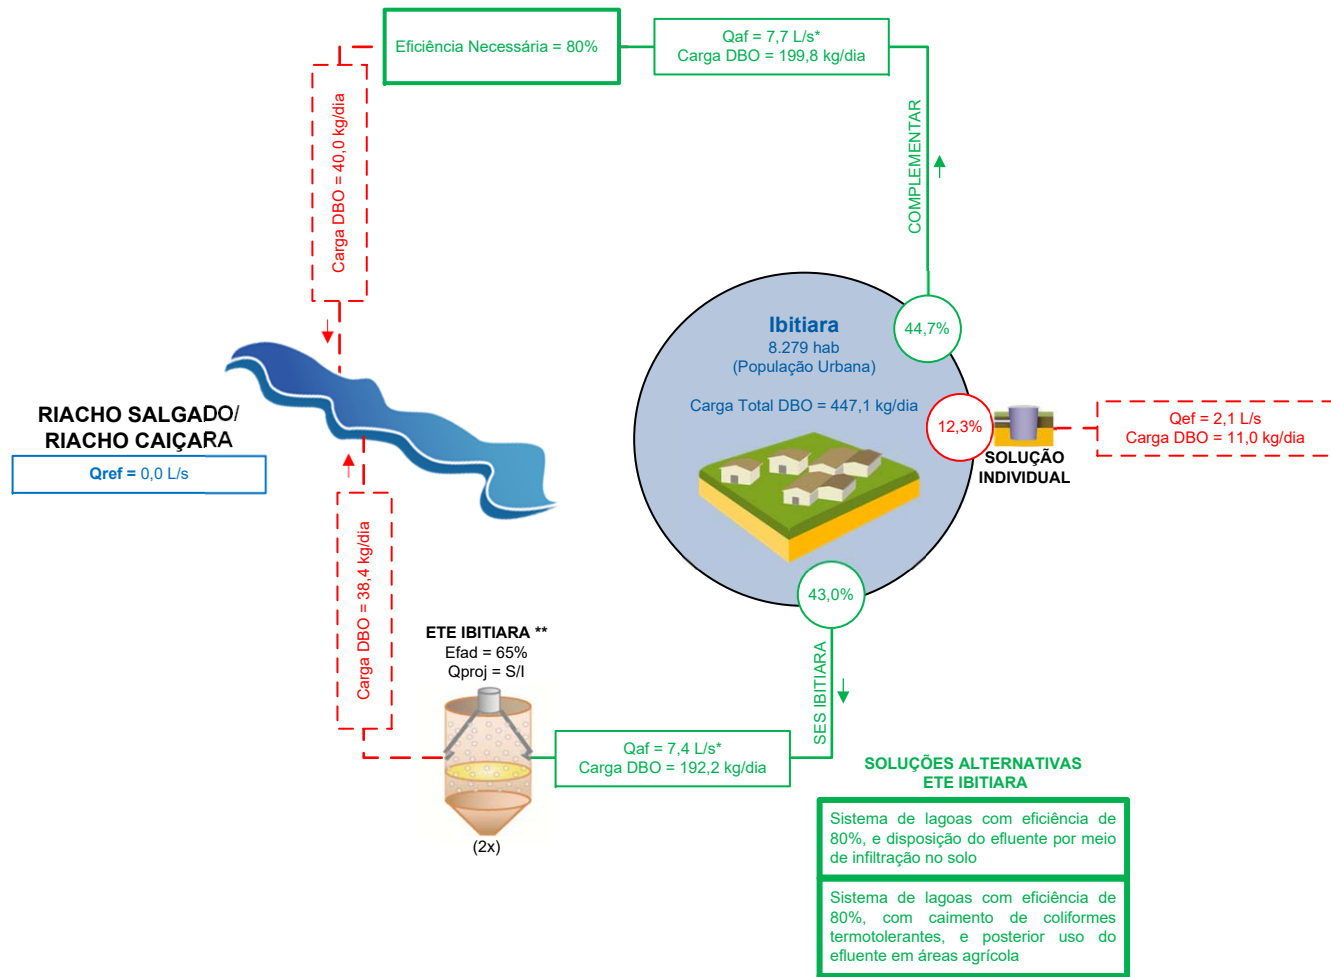 Eficiência Necessária = 80%
Qaf = 7,7 L/s*
Carga DBO = 199,8 kg/dia
Carga DBO = 40,0 kg/dia
COMPLEMENTAR
44,7%
Ibitiara
8.279 hab
(População Urbana)
Carga Total DBO = 447,1 kg/dia
12,3%
SOLUÇÃO
INDIVIDUAL
Qef = 2,1 L/s
Carga DBO = 11,0 kg/dia
RIACHO SALGADO/
RIACHO CAIÇARA
Qref = 0,0 L/s
Carga DBO = 38,4 kg/dia
43,0%
SES IBITIARA
ETE IBITIARA **
Efad = 65%
Qproj = S/I
(2x)
Qaf = 7,4 L/s*
Carga DBO = 192,2 kg/dia
SOLUÇÕES ALTERNATIVAS
ETE IBITIARA
Sistema de lagoas com eficiência de
80%, e disposição do efluente por meio
de infiltração no solo
Sistema de lagoas com eficiência de
80%, com caimento de coliformes
termotolerantes, e posterior uso do
efluente em áreas agrícola